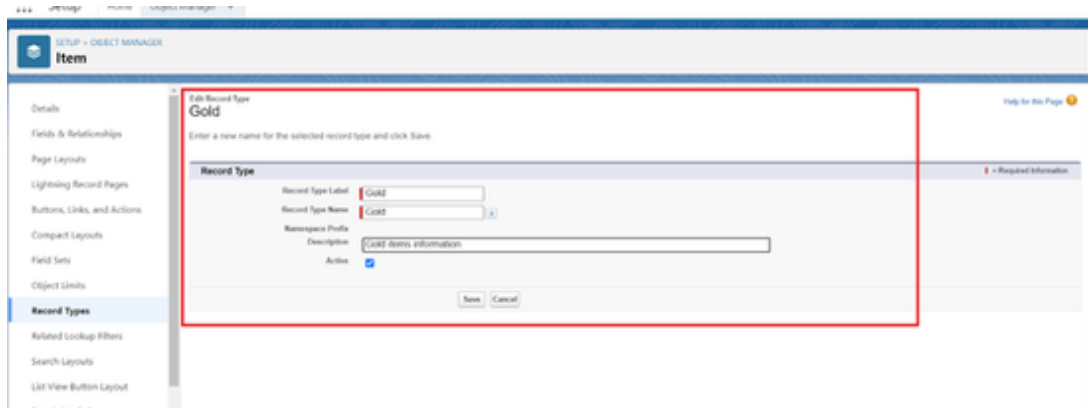 Setup Home Object Manager
SETUP > OBJECT MANAGER
Item
Details
Fields & Relationships
Page Layouts
Lightning Record Pages
Buttons, Links, and Actions
Compact Layouts
Field Sets
Object Limits
Record Types
Related Lookup Filters
Search Layouts
List View Button Layout
Edit Record Type
Gold
Help for this Page
Enter a new name for the selected record type and click Save.
Record Type
= Required Information
Record Type Label Gold
Record Type Name Gold i
Namespace Prefix
Description Gold items information
Active
Save Cancel